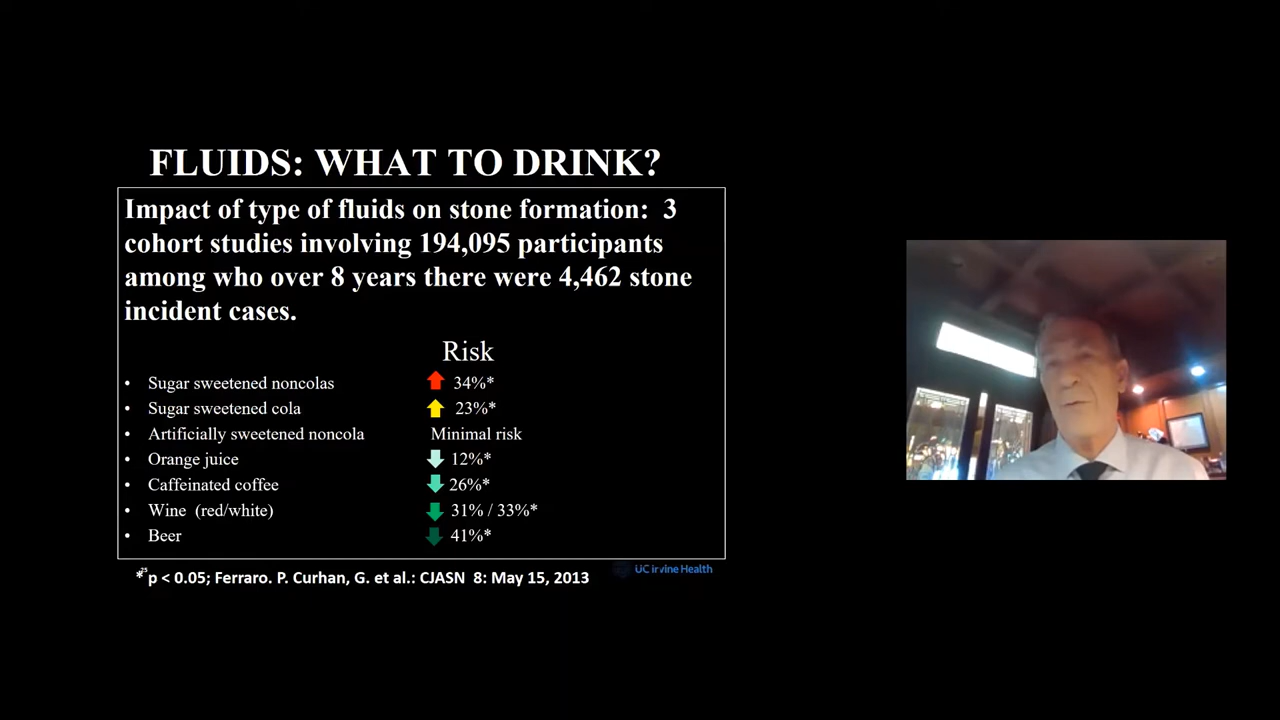 FLUIDS: WHAT TO DRINK?
Impact of type of fluids on stone formation: 3
cohort studies involving 194,095 participants
among who over 8 years there were 4,462 stone
incident cases.
Risk
• Sugar sweetened noncolas 34%*
• Sugar sweetened cola 23%*
• Artificially sweetened noncola Minimal risk
• Orange juice 12%*
• Caffeinated coffee 26%*
• Wine (red/white) 31% / 33%*
• Beer 41%*
*p < 0.05; Ferraro. P. Curhan, G. et al.: CJASN 8: May 15, 2013
UC Irvine Health